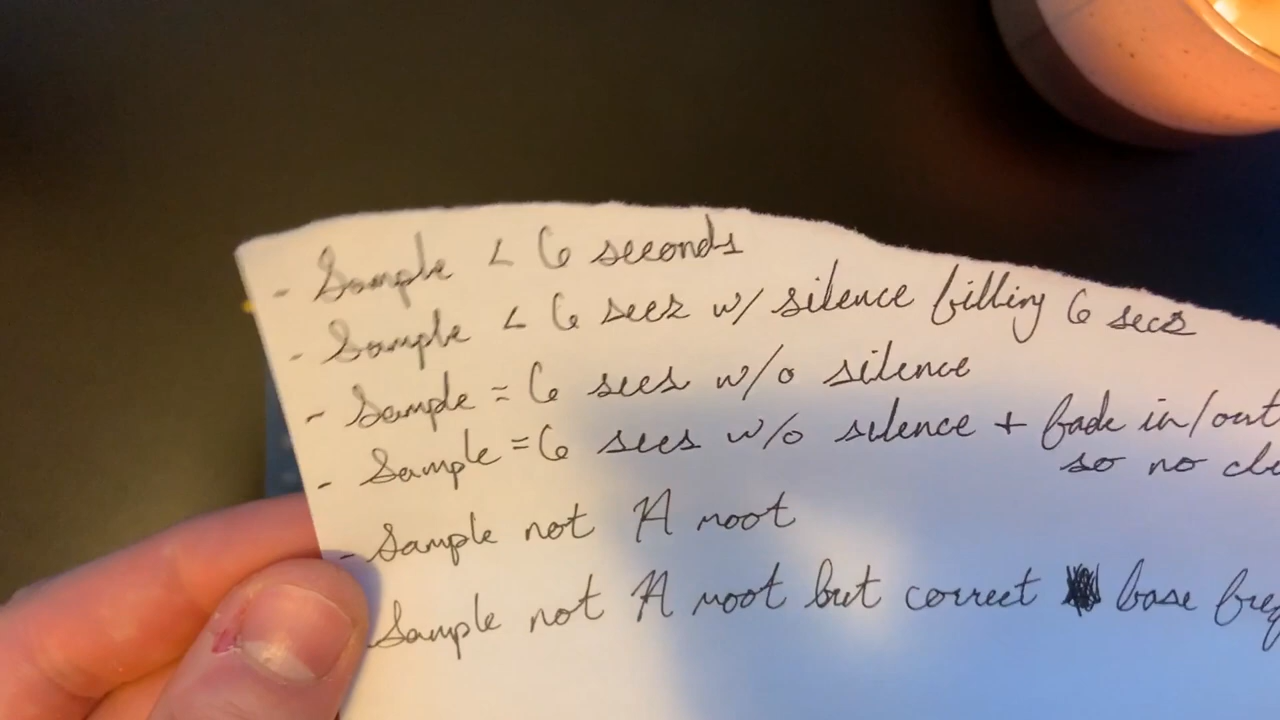 - Sample < 6 seconds
- Sample < 6 secs w/ silence filling 6 secs
- Sample = 6 secs w/o silence
- Sample = 6 secs w/o silence + fade in/out
so no
- Sample not A root
Sample not A root but correct base